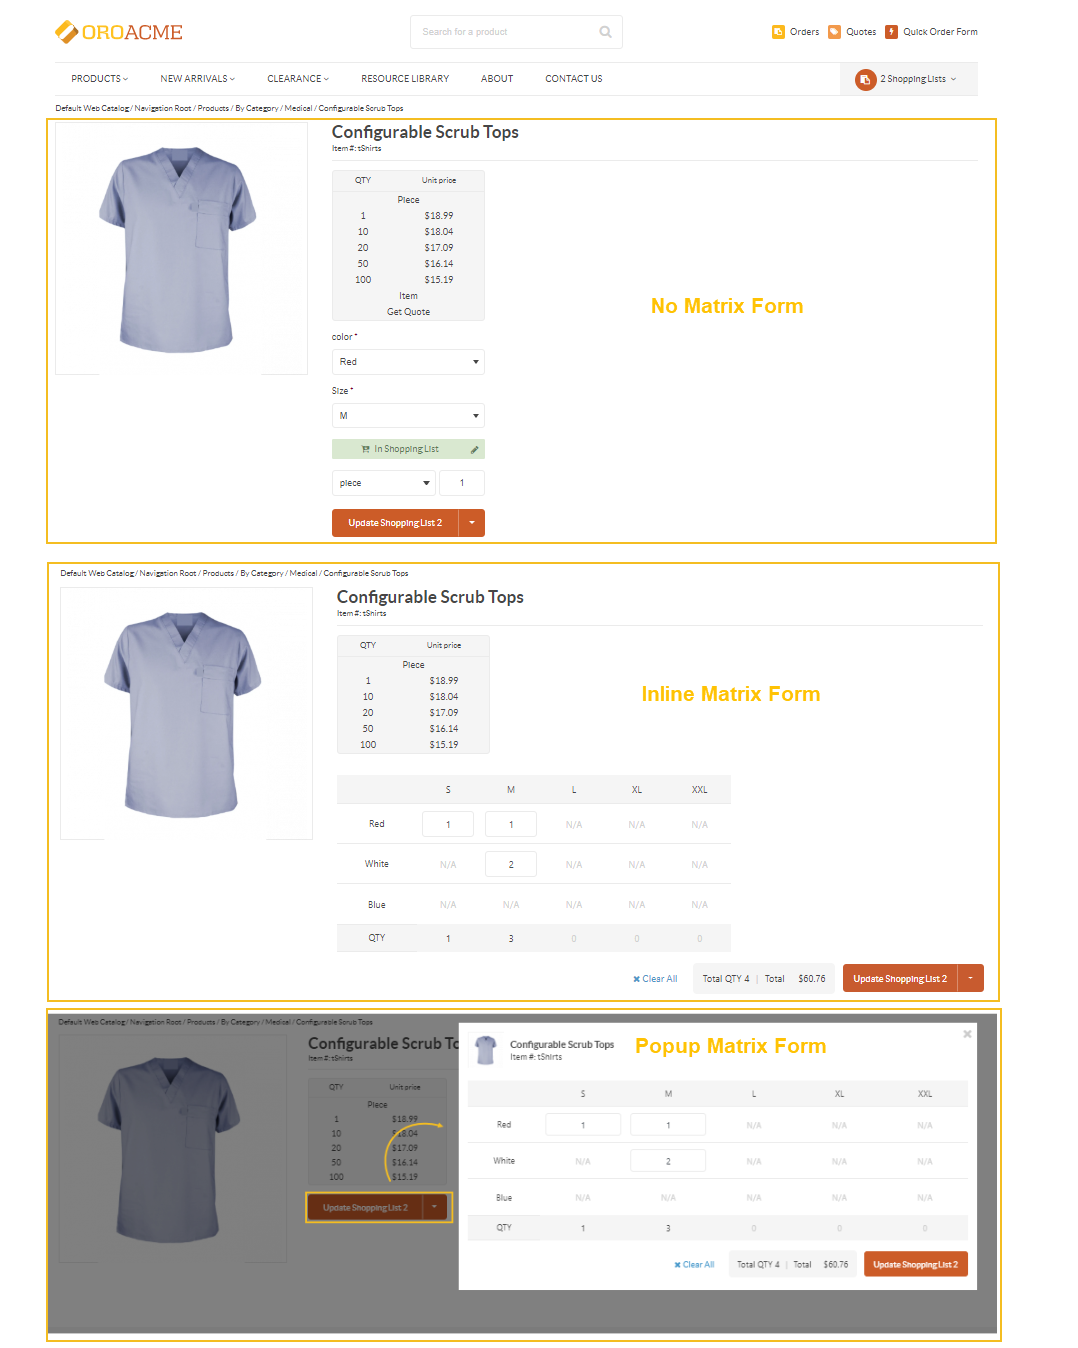 OROACME
Search for a product
Orders Quotes Quick Order Form
PRODUCTS NEW ARRIVALS CLEARANCE RESOURCE LIBRARY ABOUT CONTACT US
2 Shopping Lists
Default Web Catalog / Navigation Root / Products / By Category / Medical / Configurable Scrub Tops
Configurable Scrub Tops
Item #: tShirts
QTY Unit price
Piece
1 $18.99
10 $18.04
20 $17.09
50 $16.14
100 $15.19
Item
Get Quote
No Matrix Form
color *
Red
Size *
M
In Shopping List
piece 1
Update Shopping List 2
Default Web Catalog / Navigation Root / Products / By Category / Medical / Configurable Scrub Tops
Configurable Scrub Tops
Item #: tShirts
QTY Unit price
Piece
1 $18.99
10 $18.04
20 $17.09
50 $16.14
100 $15.19
Inline Matrix Form
S M L XL XXL
Red 1 1 N/A N/A N/A
White N/A 2 N/A N/A N/A
Blue N/A N/A N/A N/A N/A
QTY 1 3 0 0 0
Clear All Total QTY 4 | Total $60.76 Update Shopping List 2
Default Web Catalog / Navigation Root / Products / By Category / Medical / Configurable Scrub Tops
Configurable Scrub To
Item #: tShirts
QTY Unit price
Piece
1 $18.99
10 $18.04
20 $17.09
50 $16.14
100 $15.19
Update Shopping List 2
Configurable Scrub Tops
Item #: tShirts
Popup Matrix Form
S M L XL XXL
Red 1 1 N/A N/A N/A
White N/A 2 N/A N/A N/A
Blue N/A N/A N/A N/A N/A
QTY 1 3 0 0 0
Clear All Total QTY 4 | Total $60.76 Update Shopping List 2